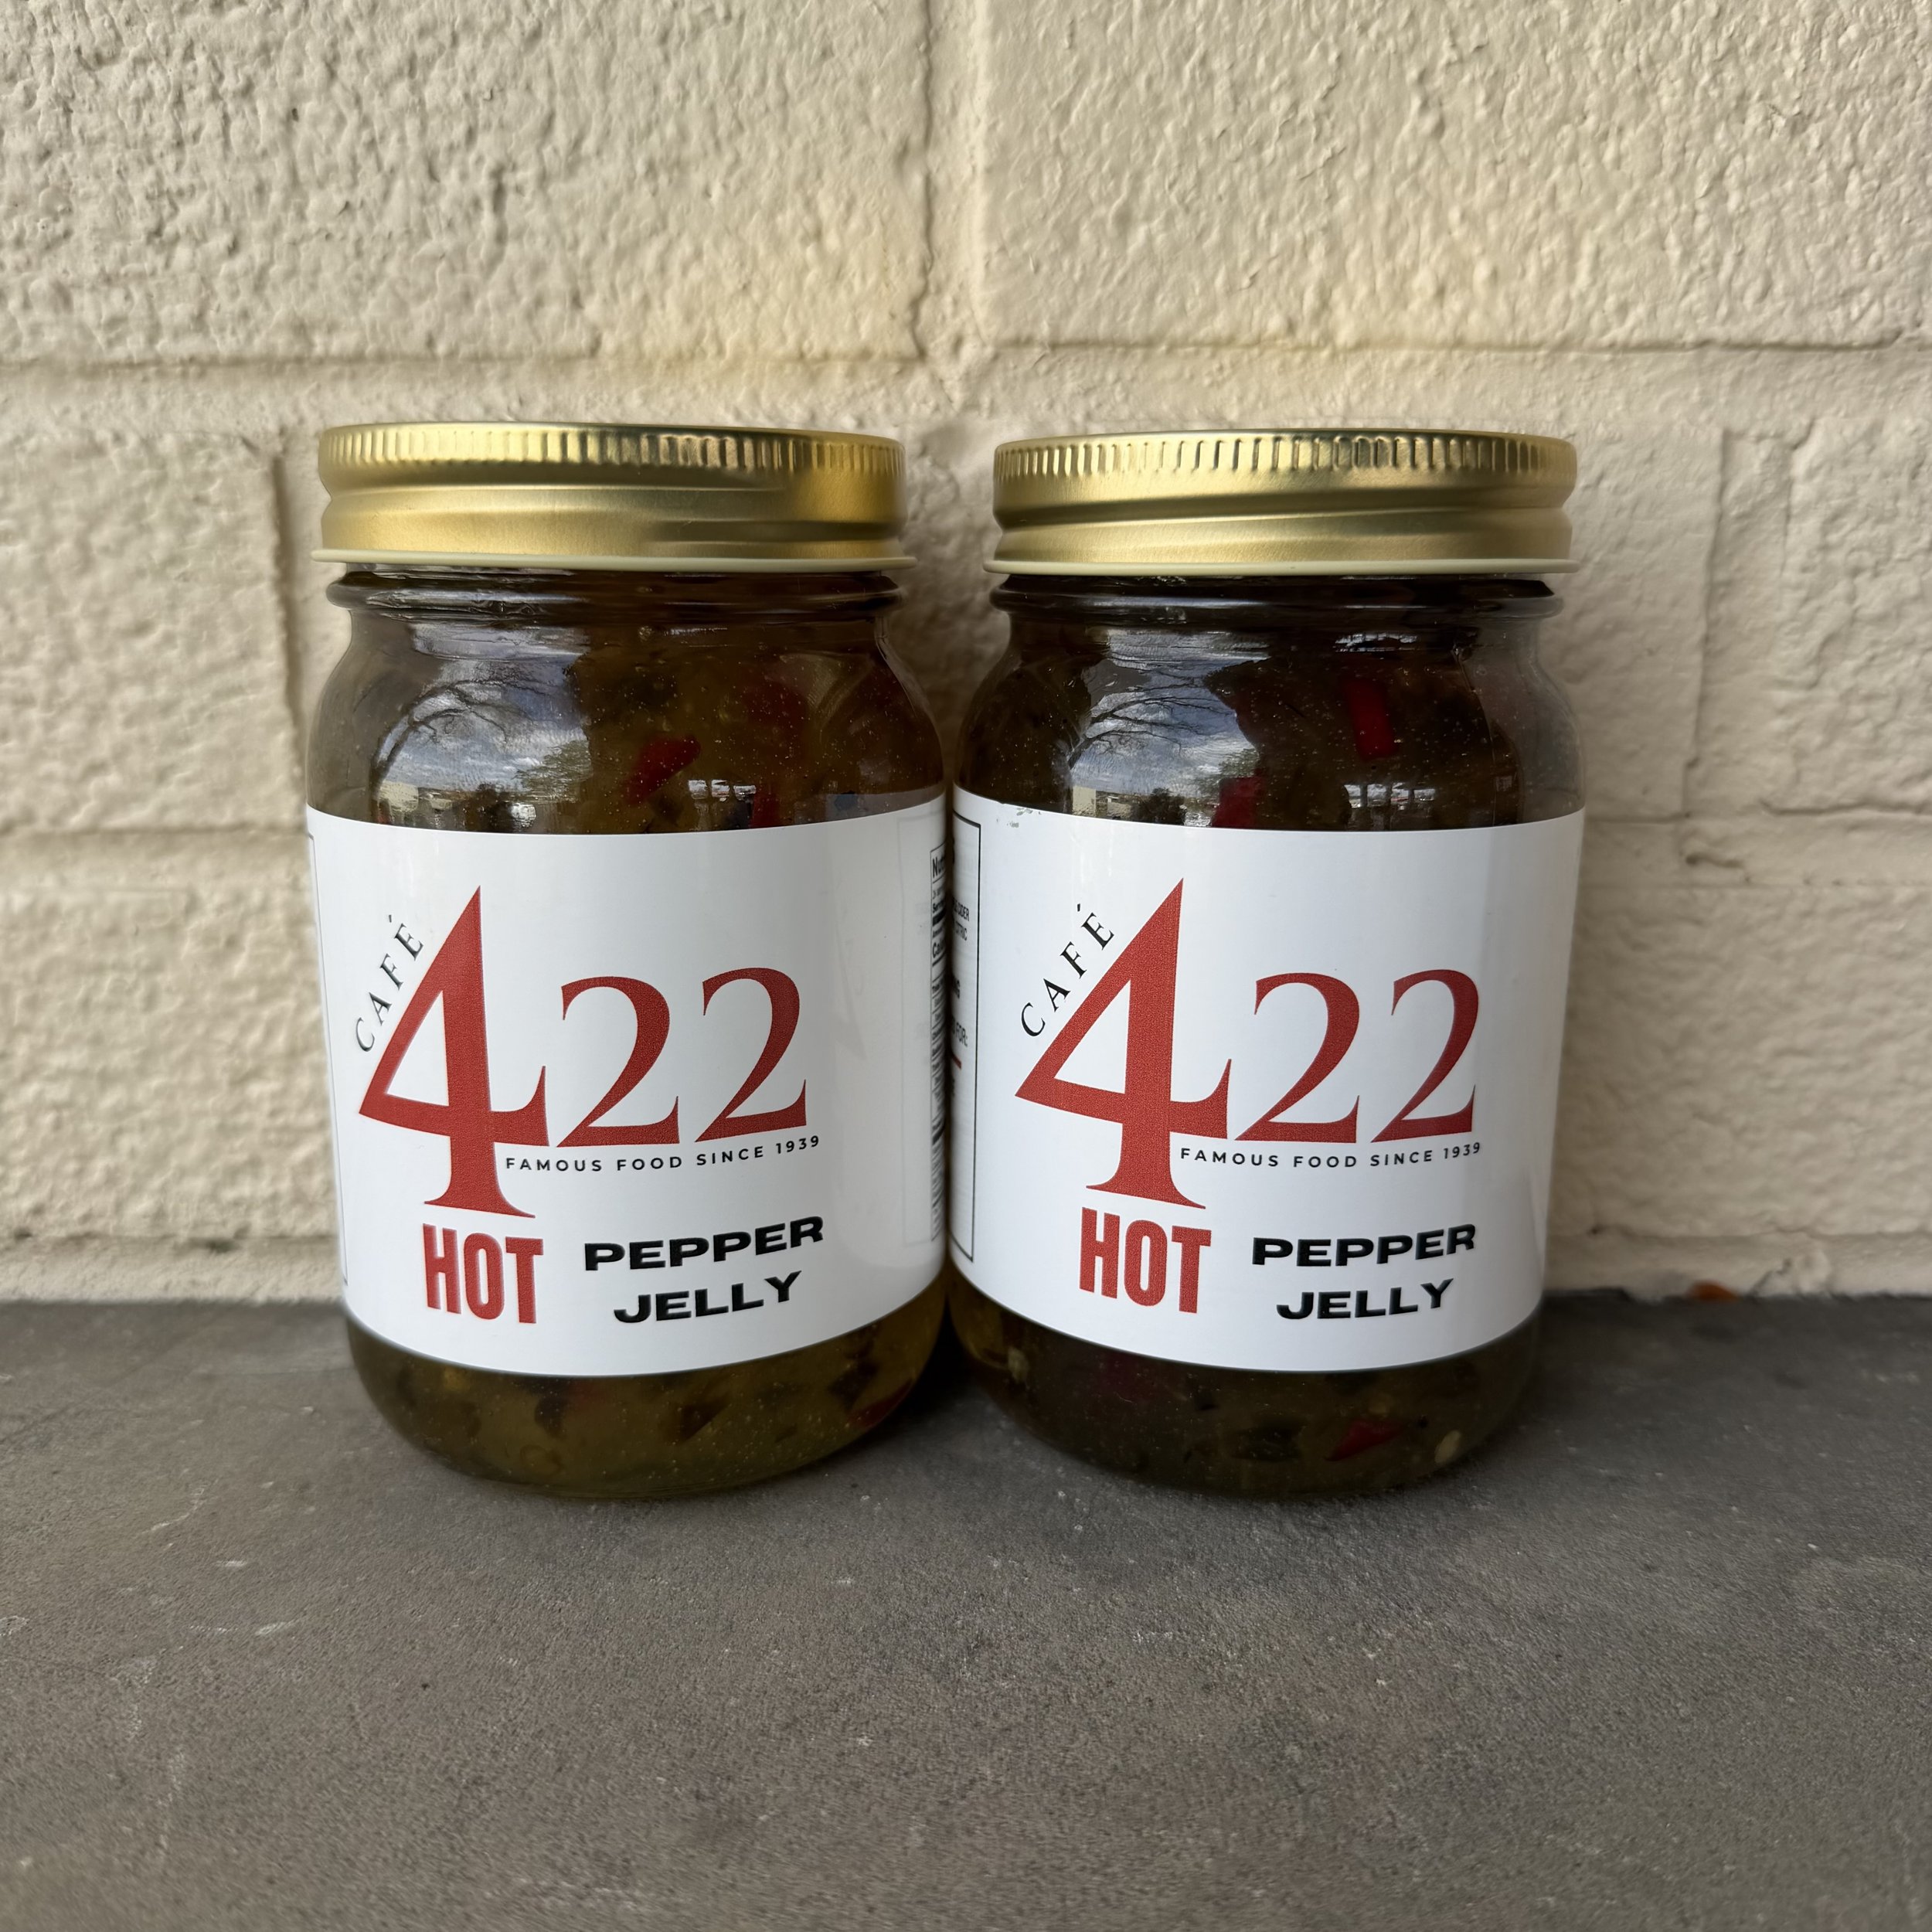 CAFÉ
422
FAMOUS FOOD SINCE 1939
HOT PEPPER
JELLY
CAFÉ
422
FAMOUS FOOD SINCE 1939
HOT PEPPER
JELLY